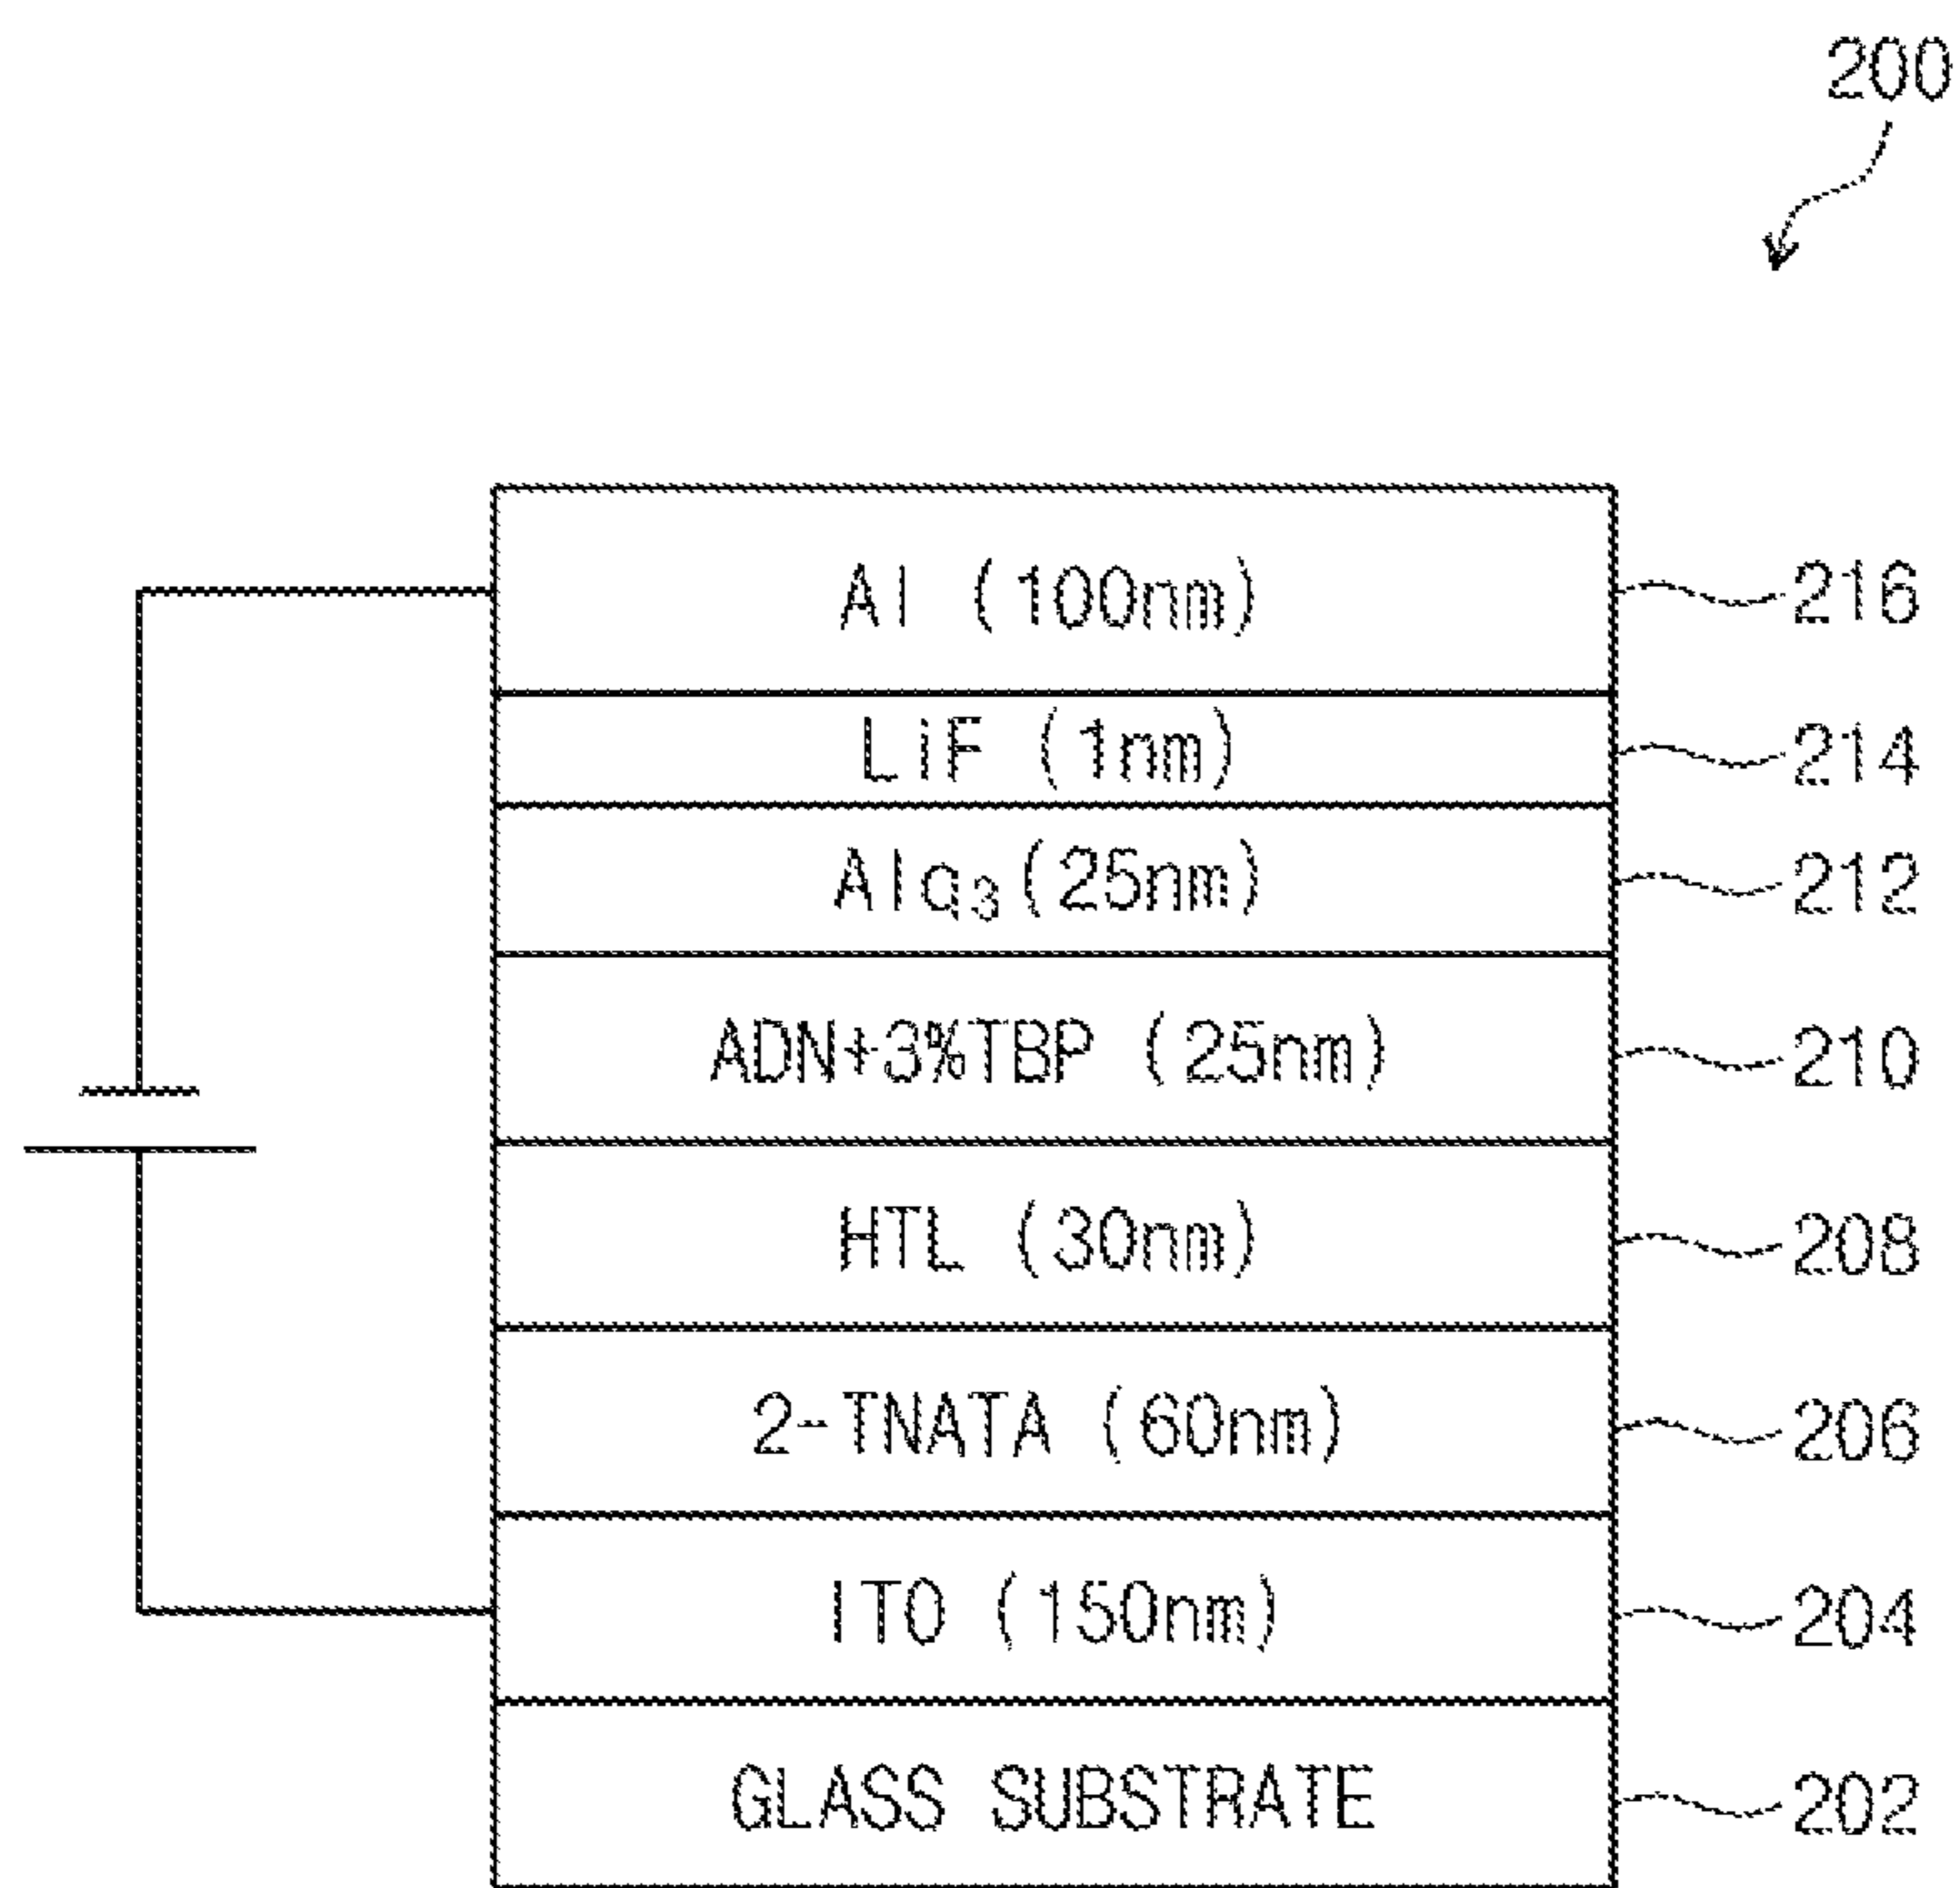 200
Al (100nm) 216
LiF (1nm) 214
Alq₃(25nm) 212
ADN+3%TBP (25nm) 210
HTL (30nm) 208
2-TNATA (60nm) 206
ITO (150nm) 204
GLASS SUBSTRATE 202